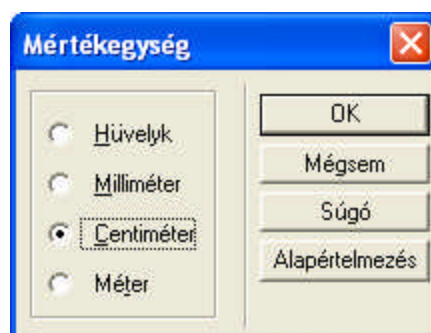 Mértékegység
Hüvelyk
Milliméter
Centiméter
Méter
OK
Mégsem
Súgó
Alapértelmezés